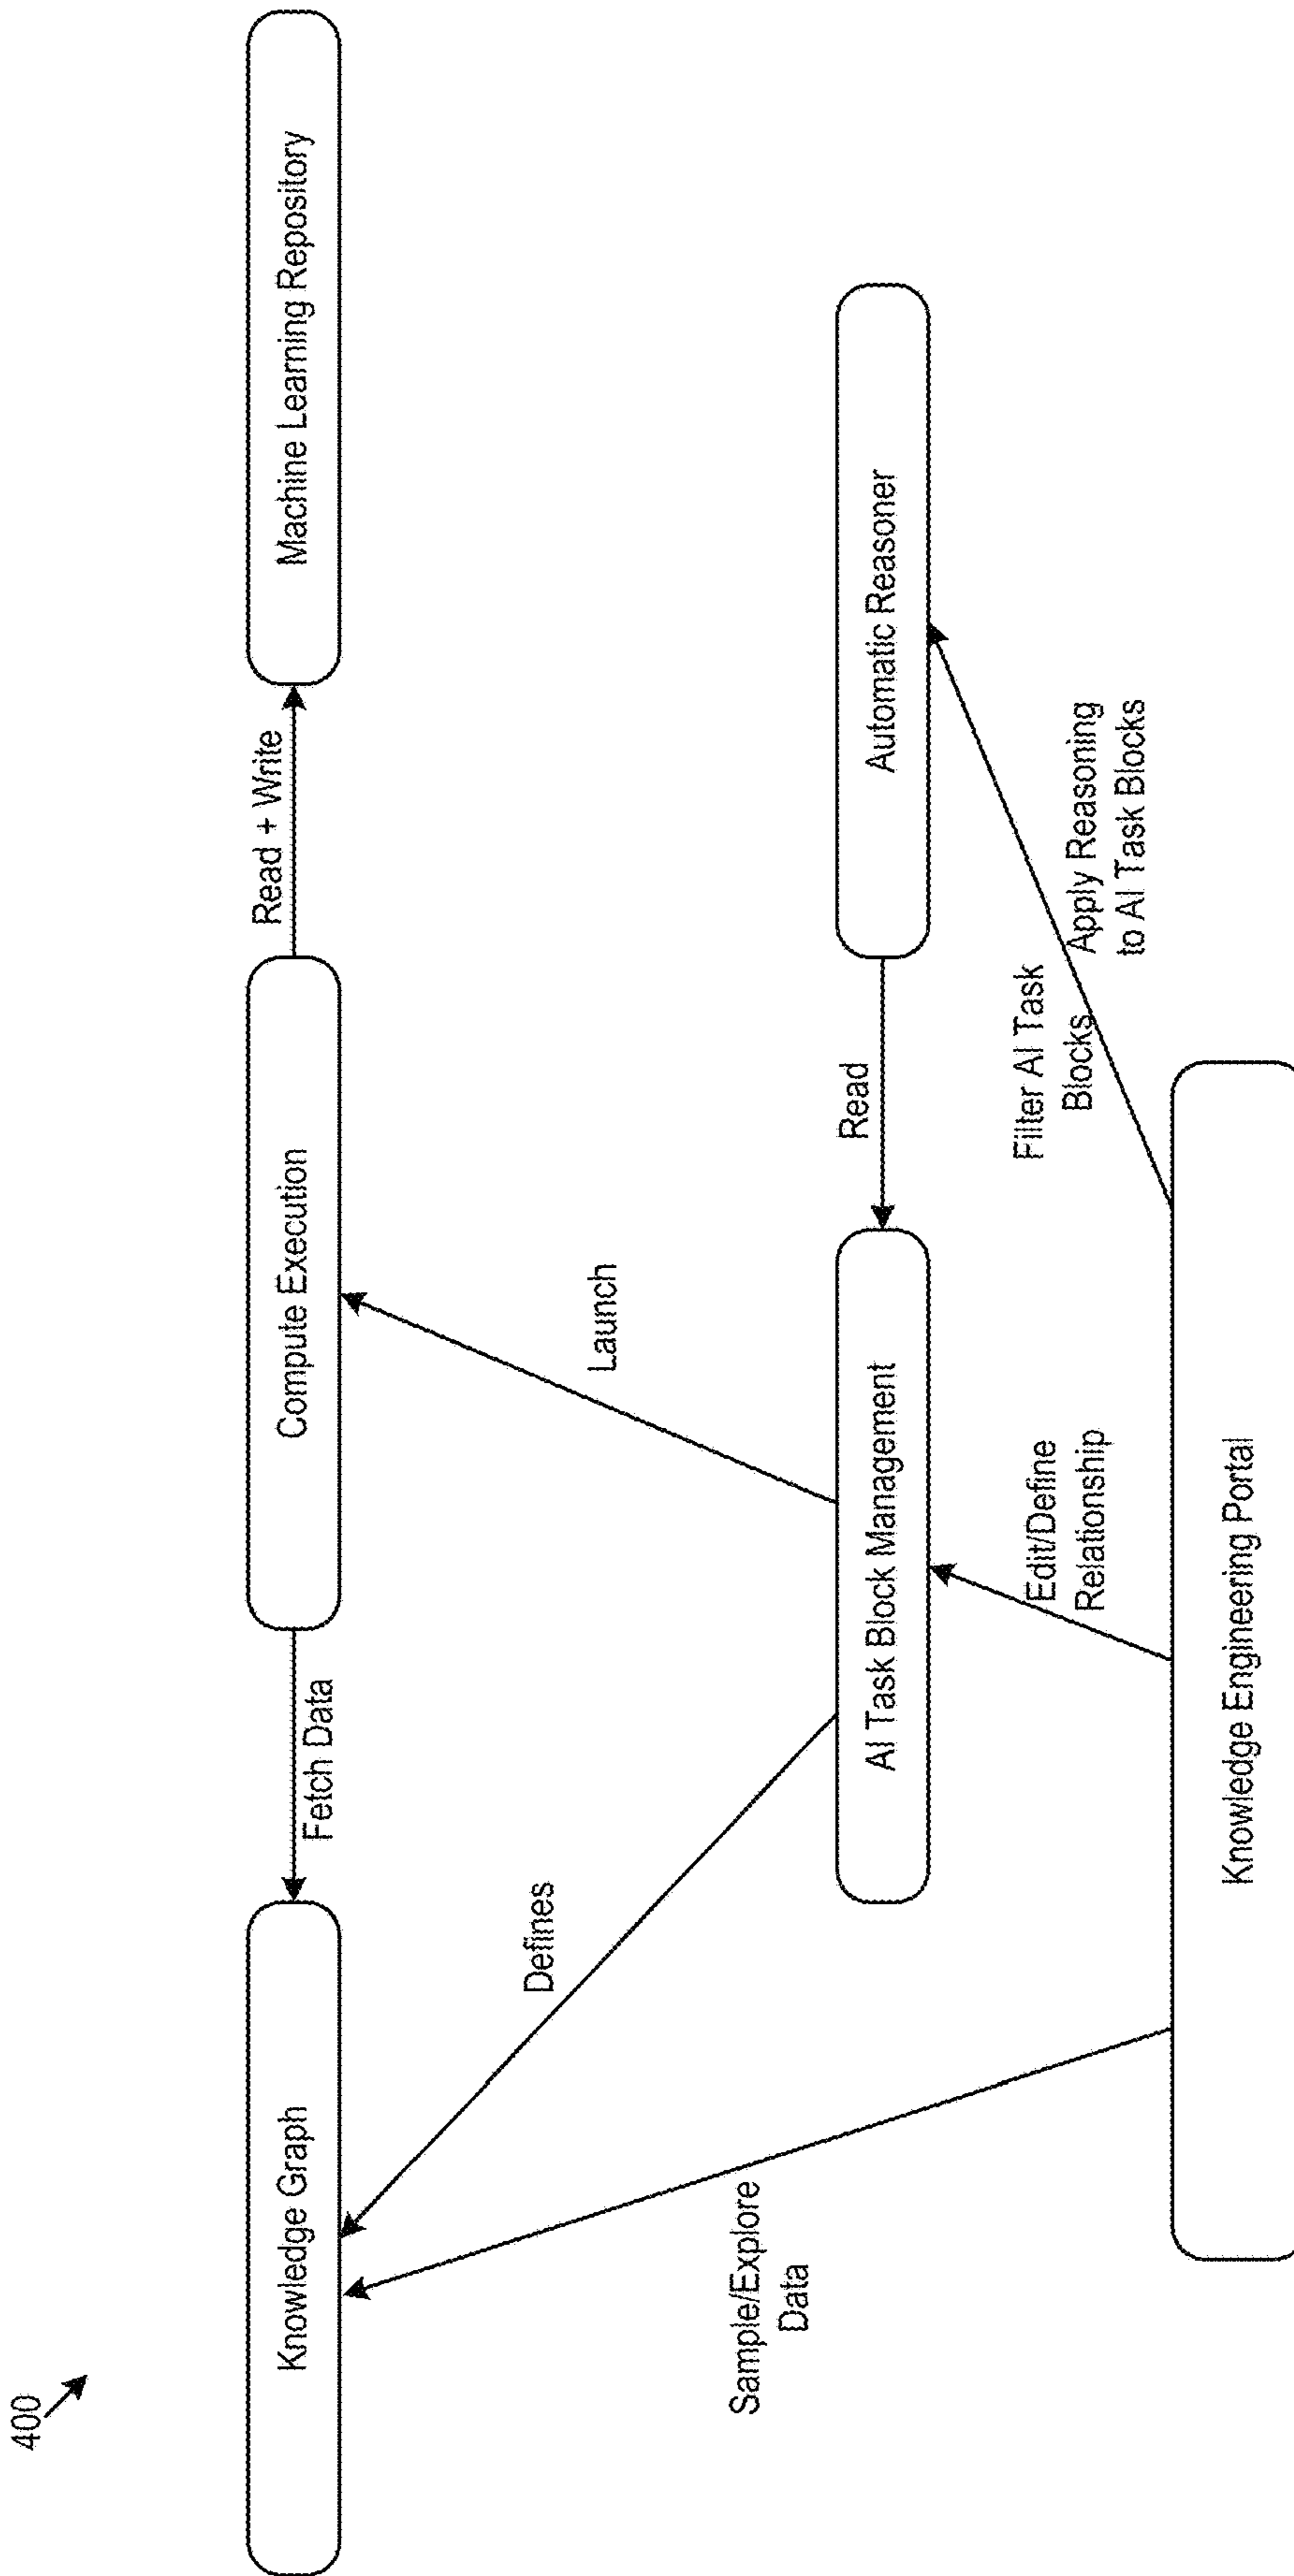 400
Knowledge Graph
Fetch Data
Compute Execution
Read + Write
Machine Learning Repository
Defines
Launch
Sample/Explore
Data
AI Task Block Management
Read
Automatic Reasoner
Edit/Define
Relationship
Filter AI Task
Blocks
Apply Reasoning
to AI Task Blocks
Knowledge Engineering Portal